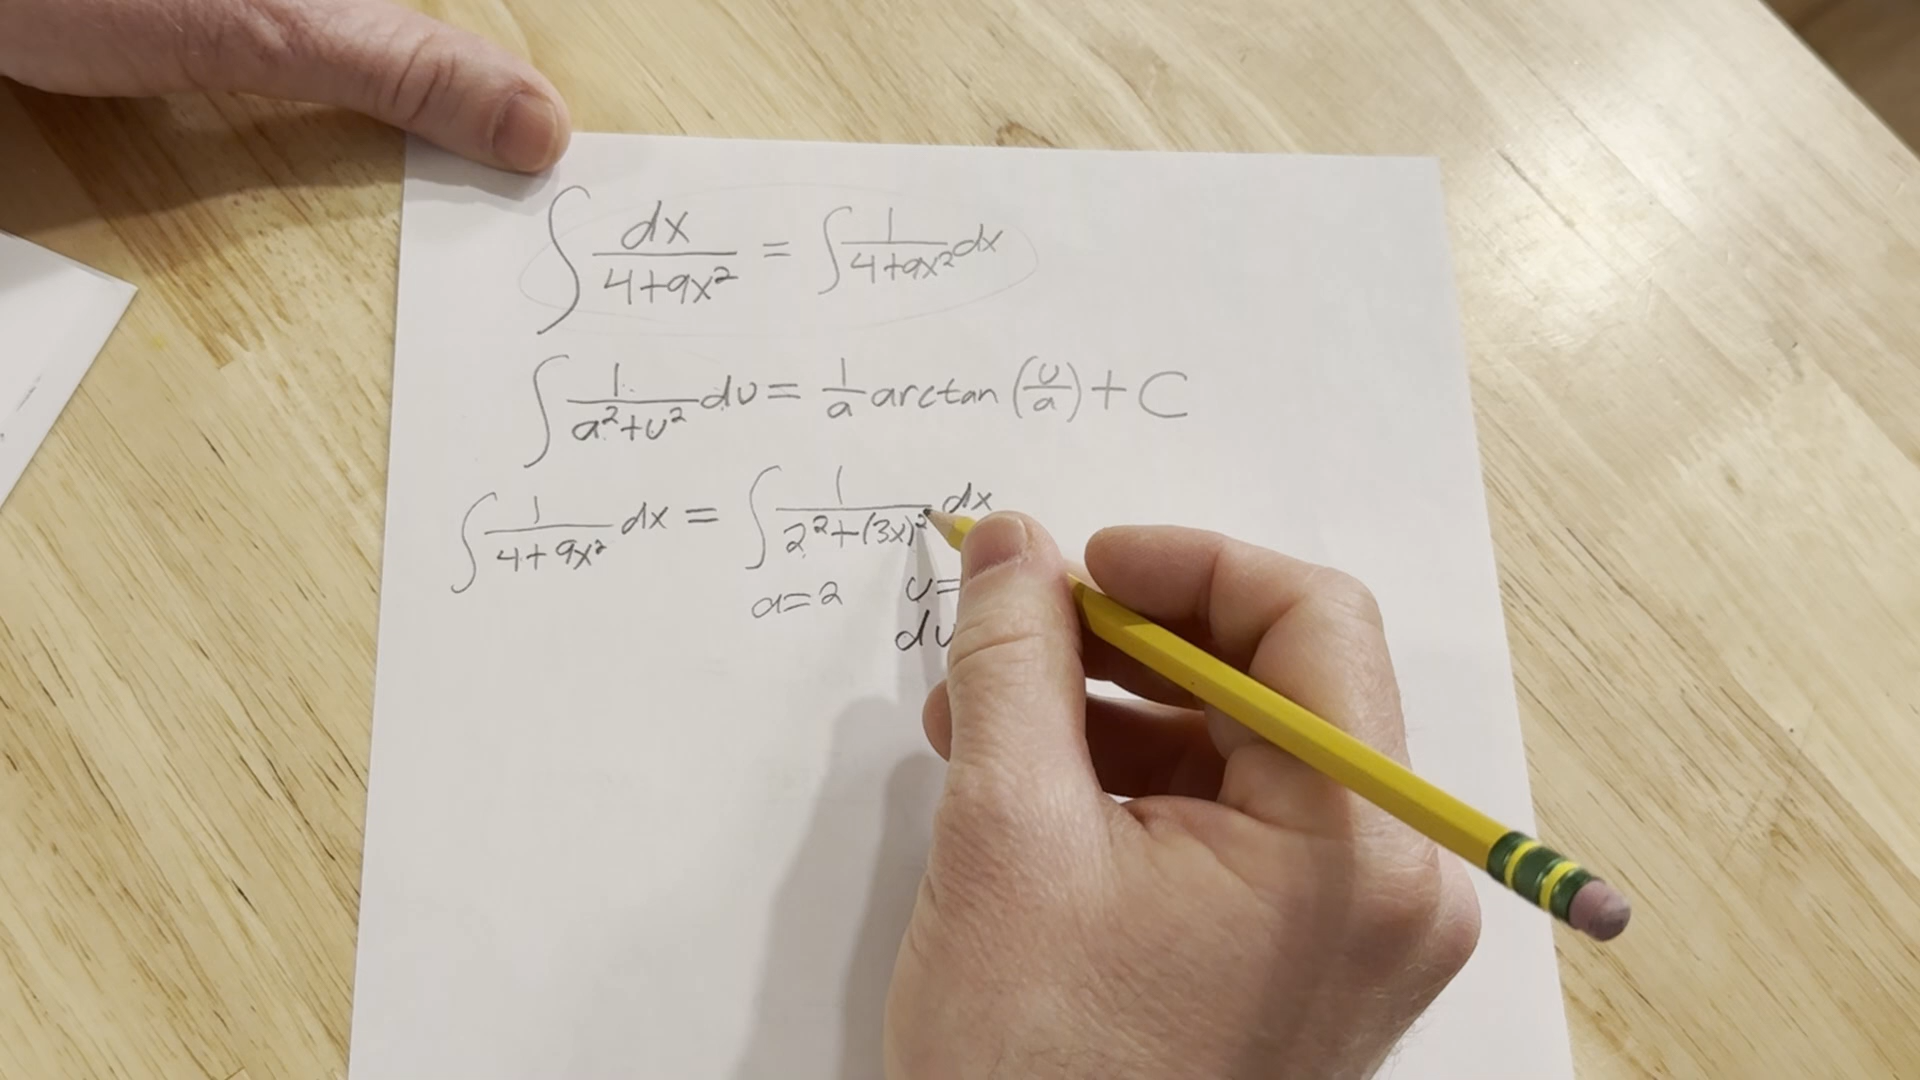 ∫ dx/(4+9x²) = ∫ 1/(4+9x²) dx
∫ 1/(a²+u²) du = 1/a arctan (u/a) + C
∫ 1/(4+9x²) dx = ∫ 1/(2²+(3x)²) dx
a=2 u=
du